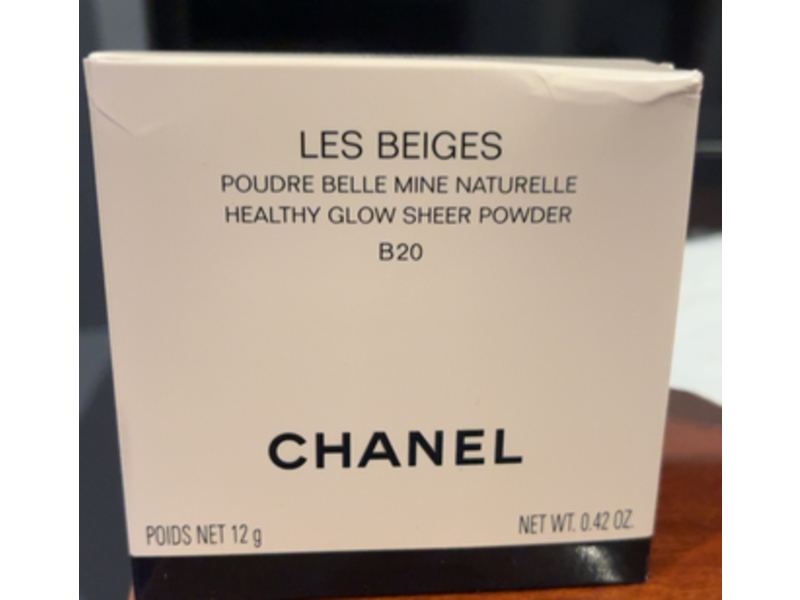 LES BEIGES
POUDRE BELLE MINE NATURELLE
HEALTHY GLOW SHEER POWDER
B20
CHANEL
POIDS NET 12 g NET WT. 0.42 OZ.